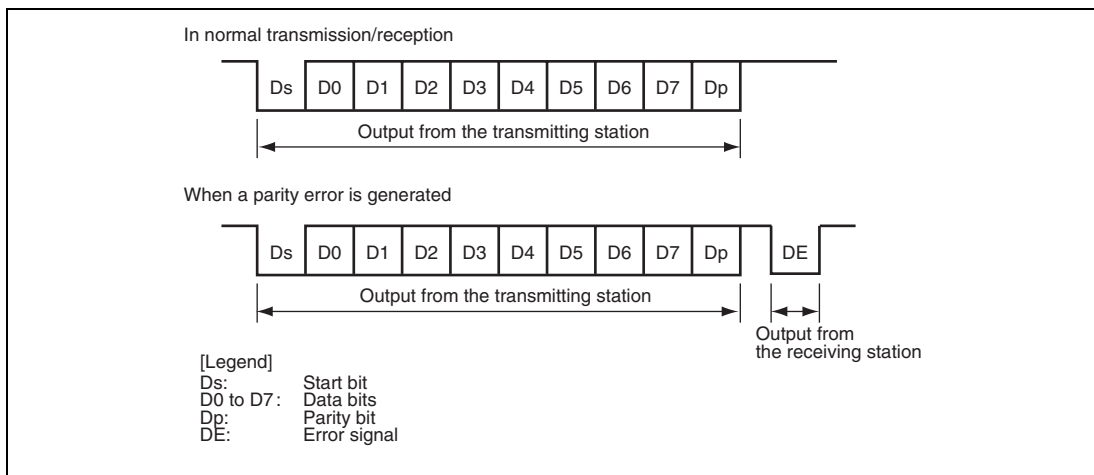 In normal transmission/reception
Ds D0 D1 D2 D3 D4 D5 D6 D7 Dp
Output from the transmitting station
When a parity error is generated
Ds D0 D1 D2 D3 D4 D5 D6 D7 Dp DE
Output from the transmitting station
Output from
the receiving station
[Legend]
Ds: Start bit
D0 to D7 : Data bits
Dp: Parity bit
DE: Error signal